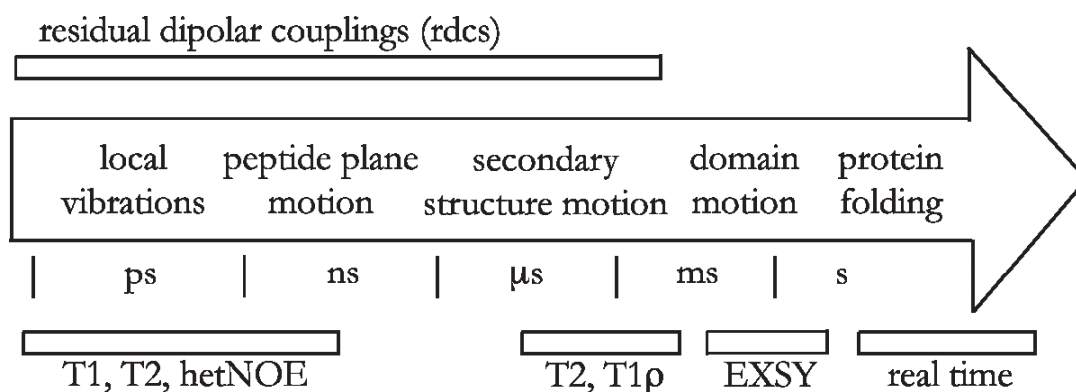 residual dipolar couplings (rdcs)
local peptide plane secondary domain protein
vibrations motion structure motion motion folding
| ps | ns | μs | ms | s
T1, T2, hetNOE T2, T1ρ EXSY real time